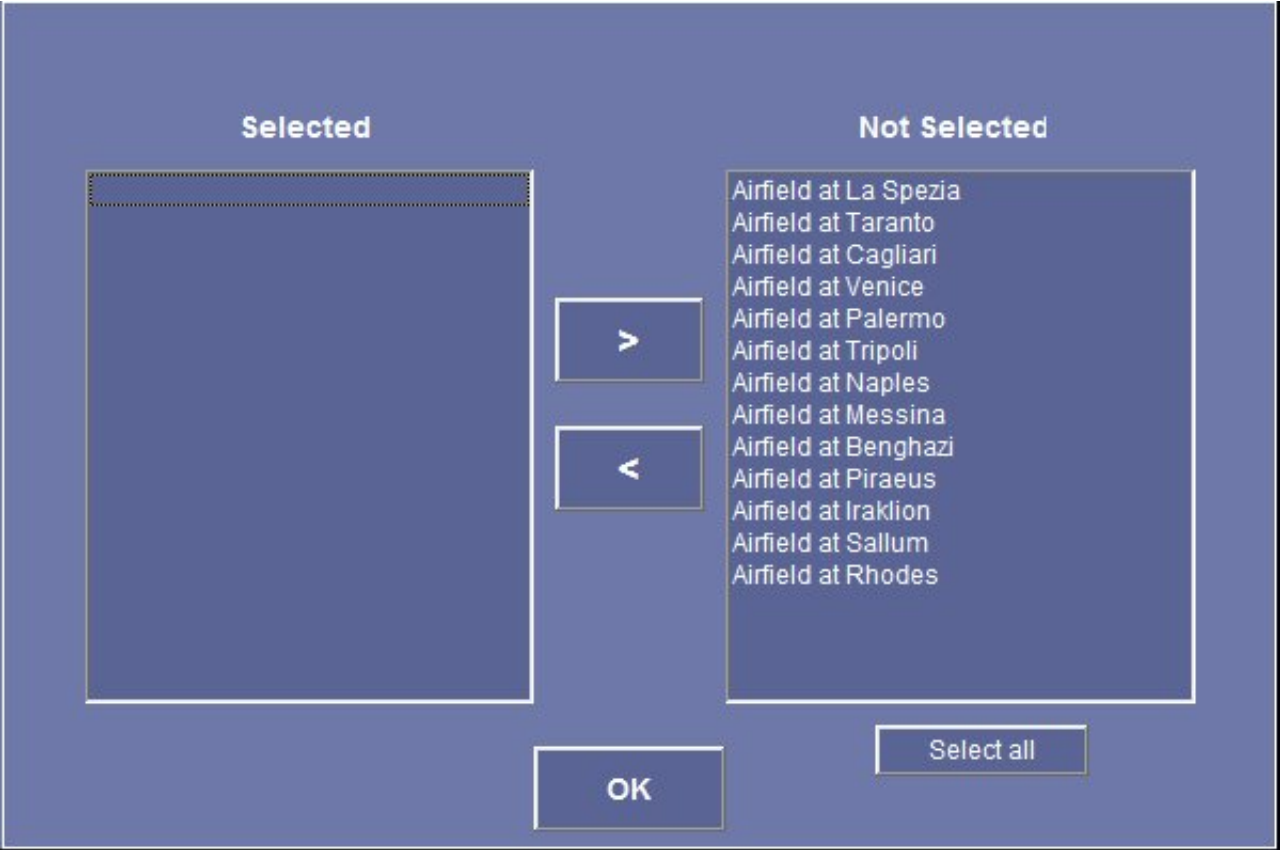 Selected
Not Selected
Airfield at La Spezia
Airfield at Taranto
Airfield at Cagliari
Airfield at Venice
Airfield at Palermo
Airfield at Tripoli
Airfield at Naples
Airfield at Messina
Airfield at Benghazi
Airfield at Piraeus
Airfield at Iraklion
Airfield at Sallum
Airfield at Rhodes
>
<
Select all
OK